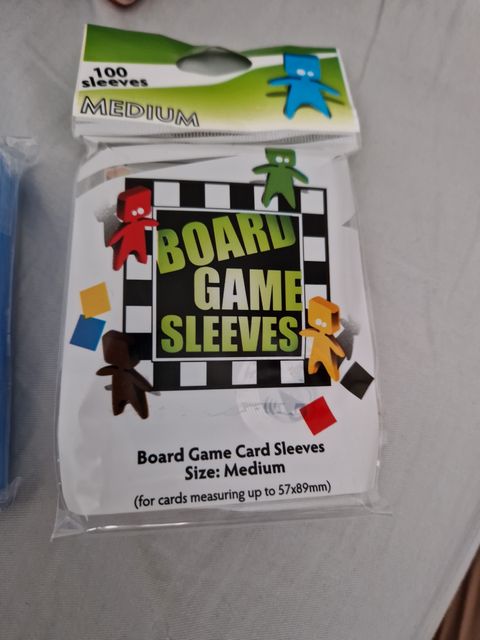 100
sleeves
MEDIUM
BOARD
GAME
SLEEVES
Board Game Card Sleeves
Size: Medium
(for cards measuring up to 57x89mm)